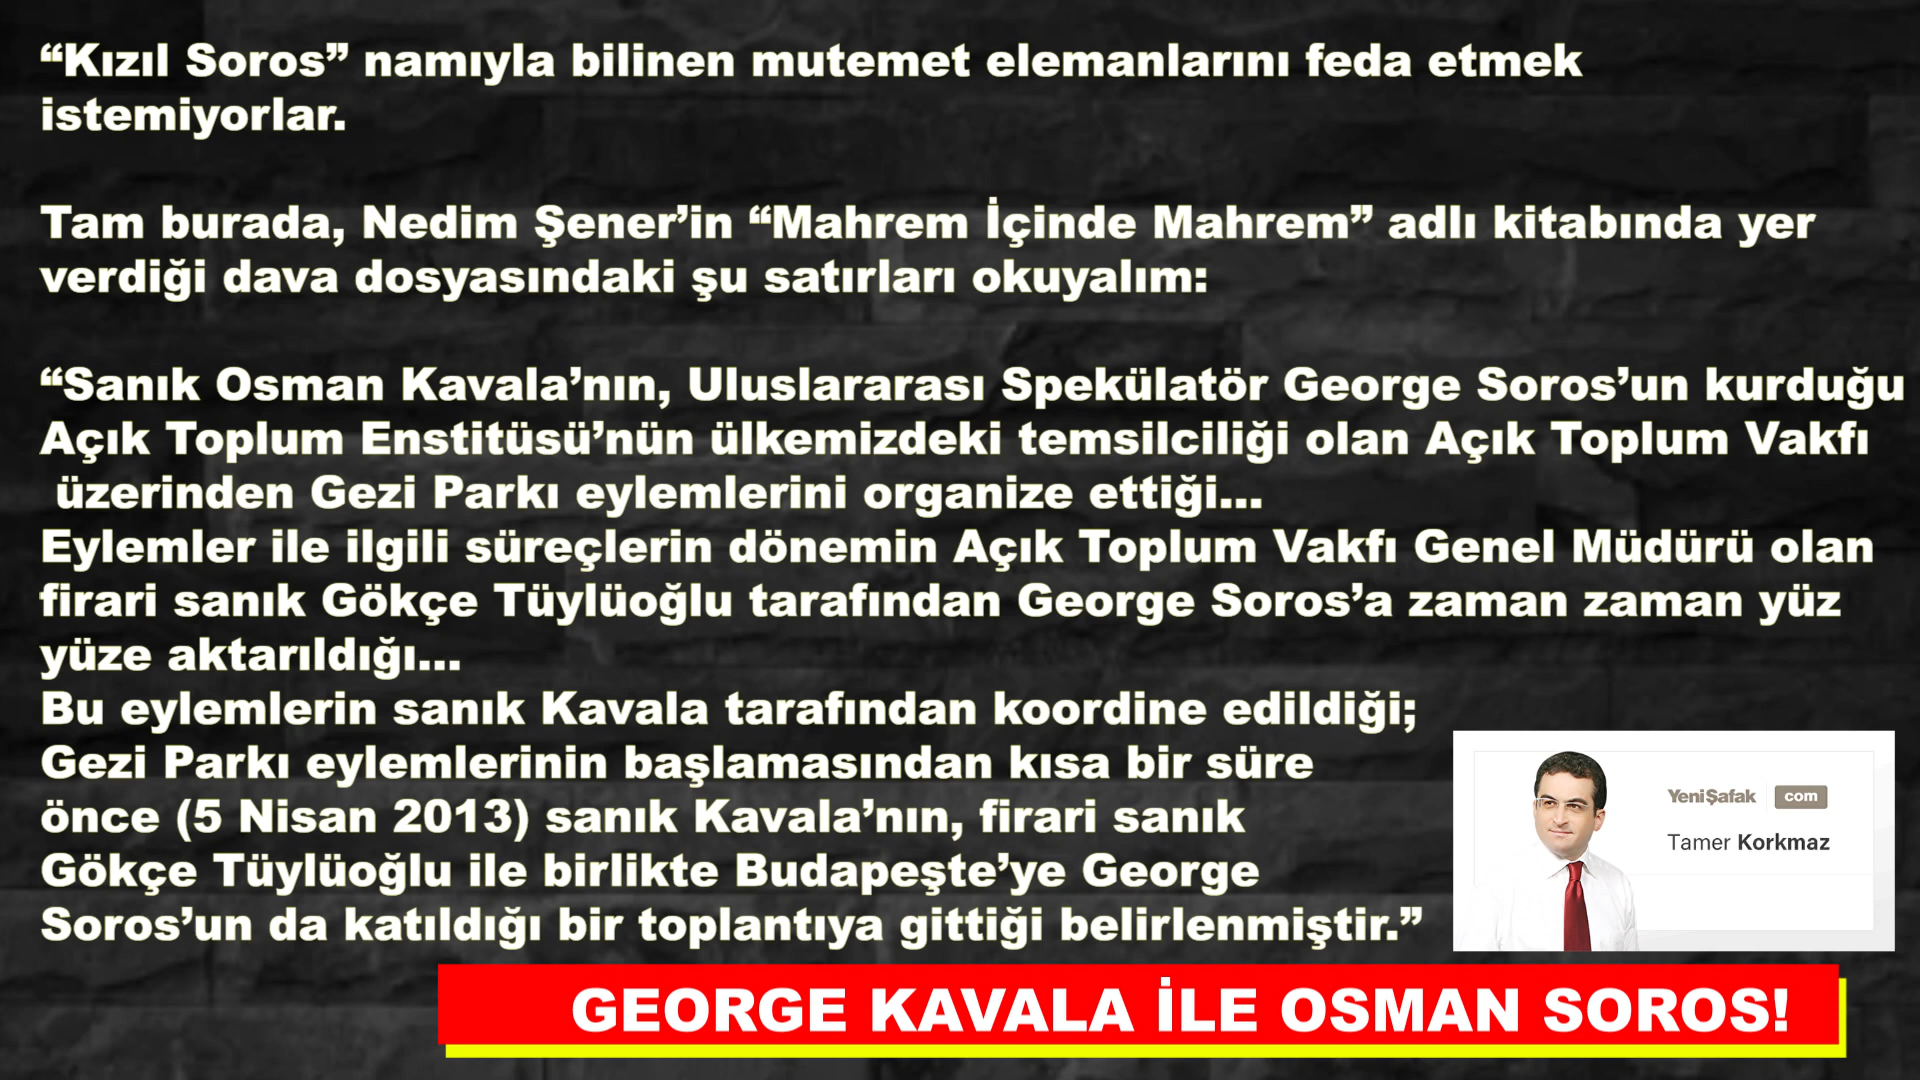 “Kızıl Soros” namıyla bilinen mutemet elemanlarını feda etmek
istemiyorlar.
Tam burada, Nedim Şener’in “Mahrem İçinde Mahrem” adlı kitabında yer
verdiği dava dosyasındaki şu satırları okuyalım:
“Sanık Osman Kavala’nın, Uluslararası Spekülatör George Soros’un kurduğu
Açık Toplum Enstitüsü’nün ülkemizdeki temsilciliği olan Açık Toplum Vakfı
üzerinden Gezi Parkı eylemlerini organize ettiği...
Eylemler ile ilgili süreçlerin dönemin Açık Toplum Vakfı Genel Müdürü olan
firari sanık Gökçe Tüylüoğlu tarafından George Soros’a zaman zaman yüz
yüze aktarıldığı...
Bu eylemlerin sanık Kavala tarafından koordine edildiği;
Gezi Parkı eylemlerinin başlamasından kısa bir süre
önce (5 Nisan 2013) sanık Kavala’nın, firari sanık
Gökçe Tüylüoğlu ile birlikte Budapeşte’ye George
Soros’un da katıldığı bir toplantıya gittiği belirlenmiştir.”
YeniŞafak com
Tamer Korkmaz
GEORGE KAVALA İLE OSMAN SOROS!